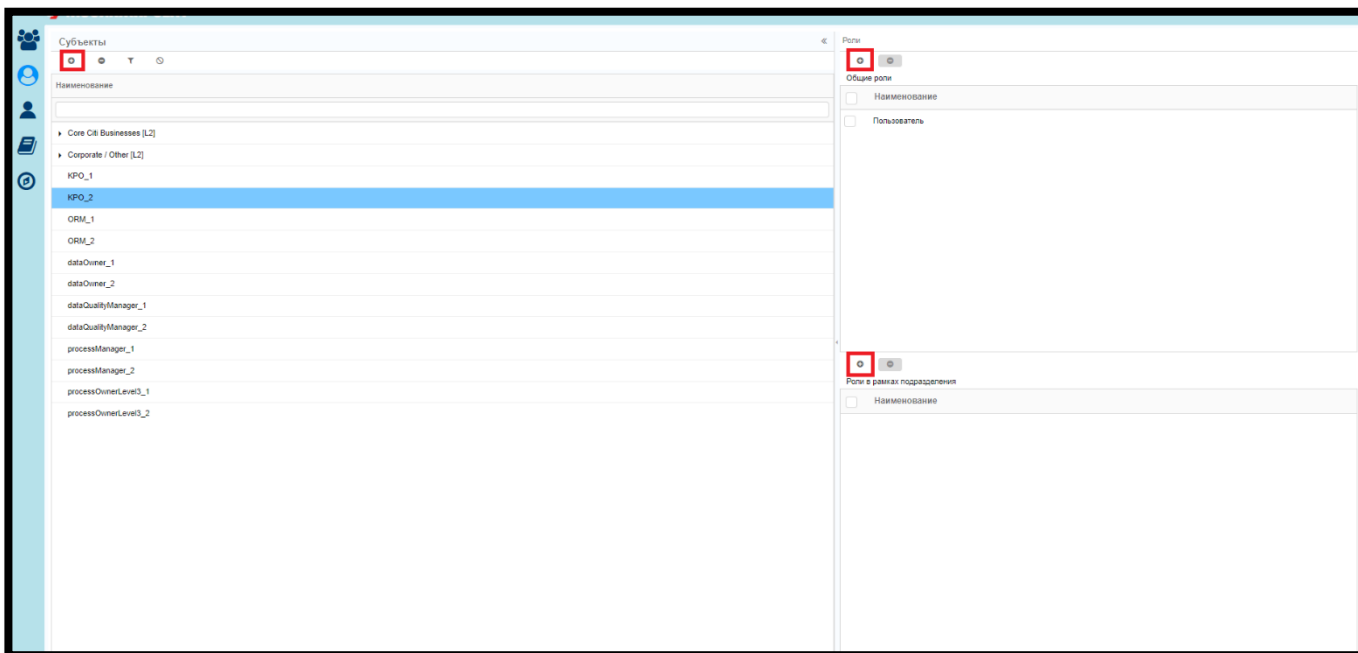 Субъекты
Наименование
Core Citi Businesses [L2]
Corporate / Other [L2]
KPO_1
KPO_2
ORM_1
ORM_2
dataOwner_1
dataOwner_2
dataQualityManager_1
dataQualityManager_2
processManager_1
processManager_2
processOwnerLevel3_1
processOwnerLevel3_2
Роли
Общие роли
Наименование
Пользователь
Роли в рамках подразделения
Наименование